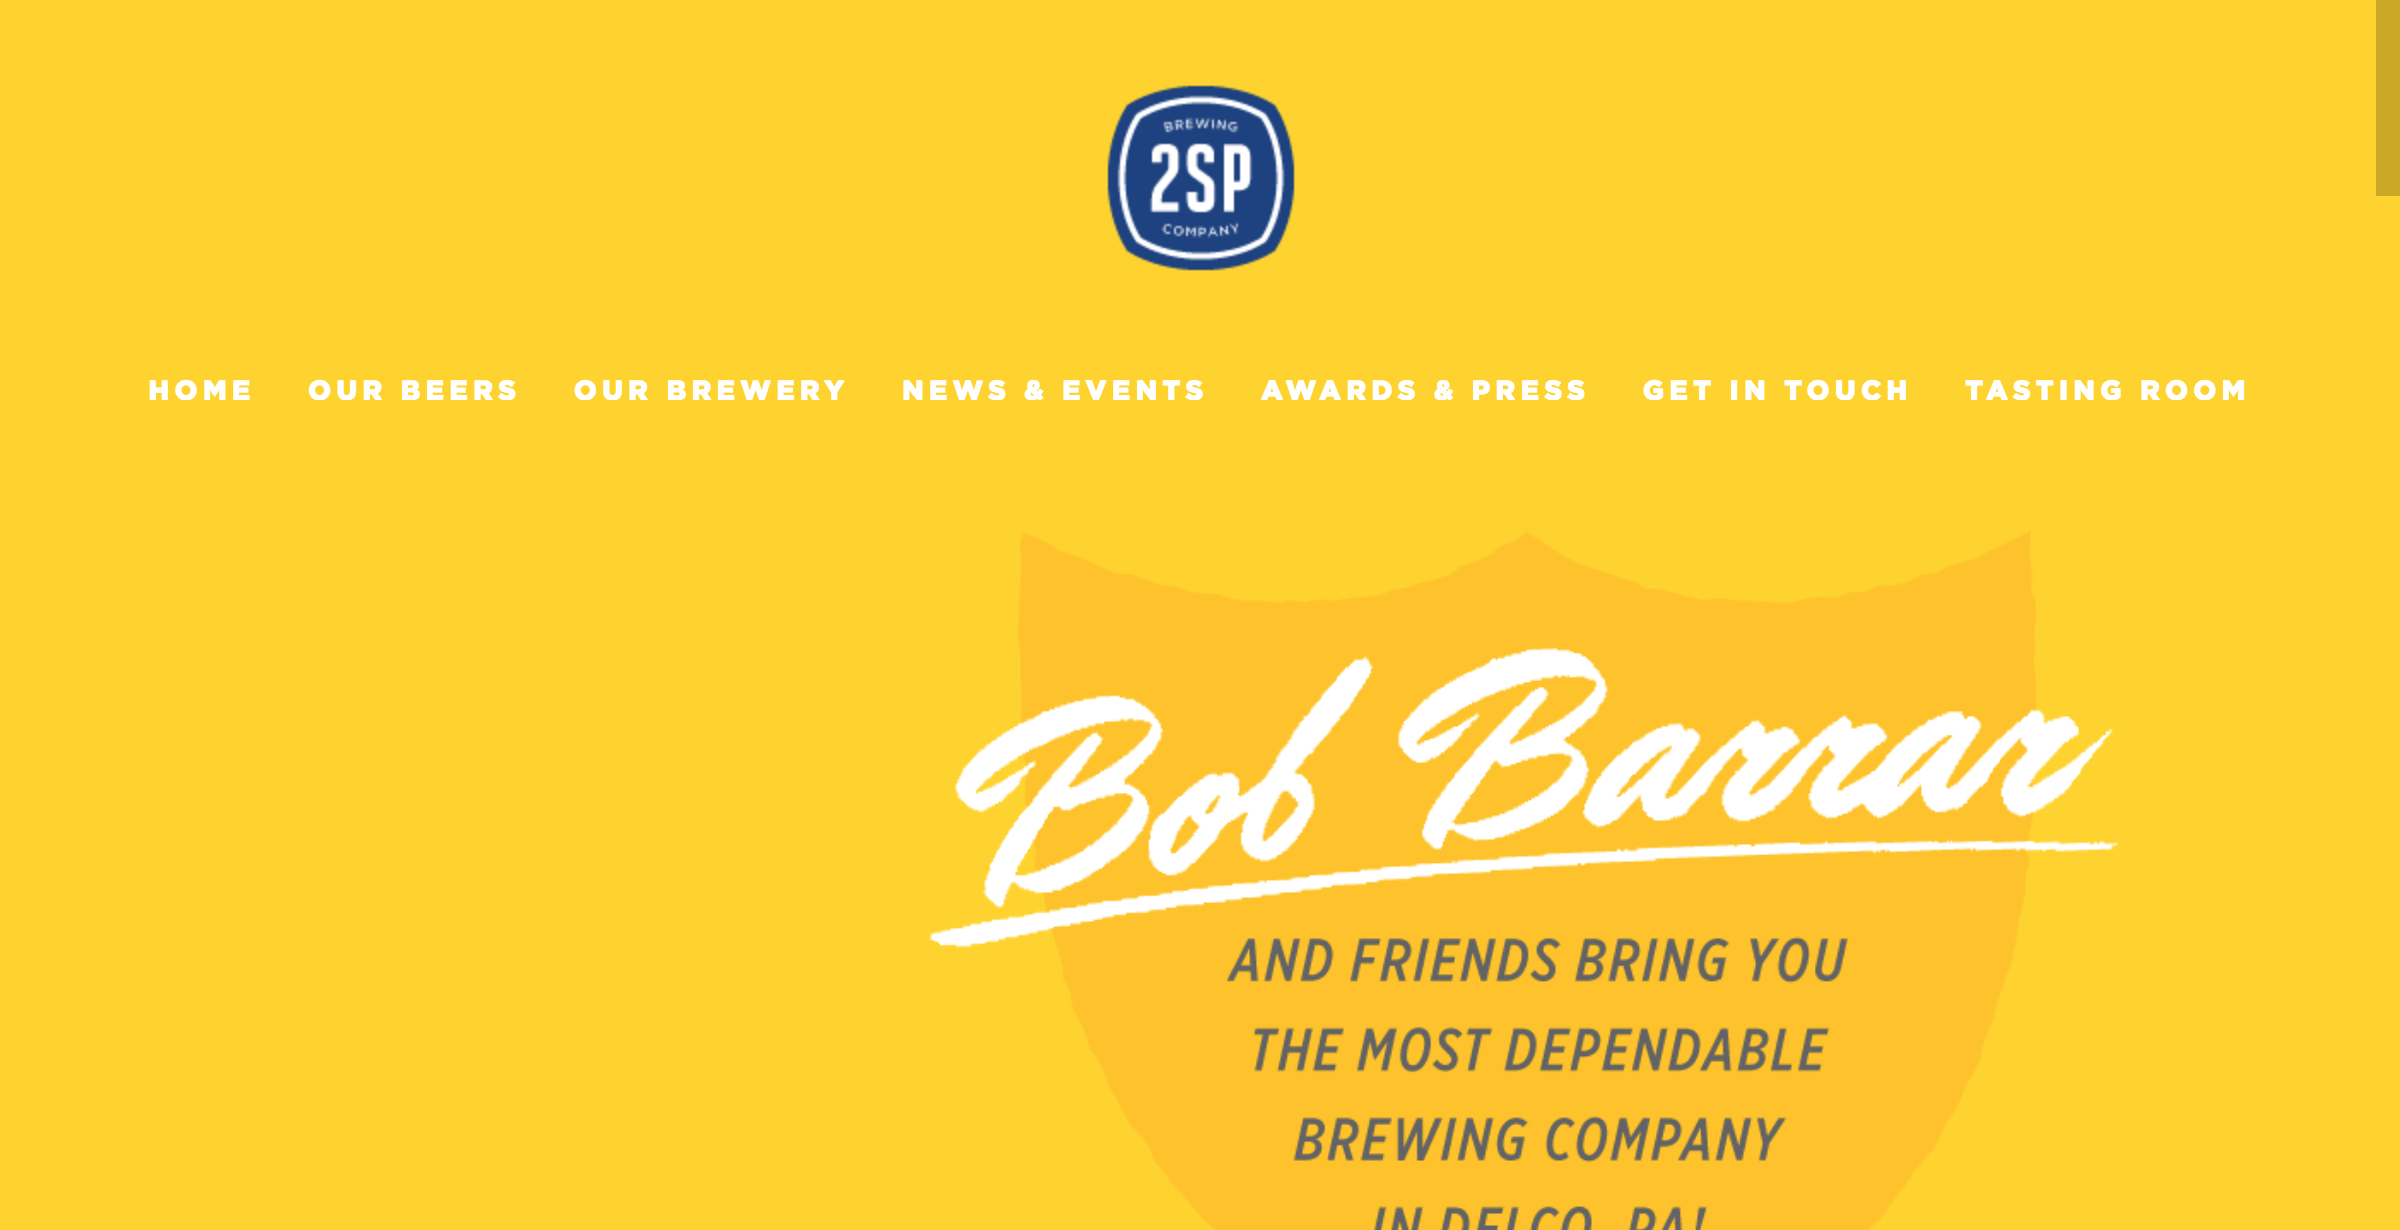 BREWING
2SP
COMPANY
HOME OUR BEERS OUR BREWERY NEWS & EVENTS AWARDS & PRESS GET IN TOUCH TASTING ROOM
Bob Barrar
AND FRIENDS BRING YOU
THE MOST DEPENDABLE
BREWING COMPANY
IN DELCO, PA!